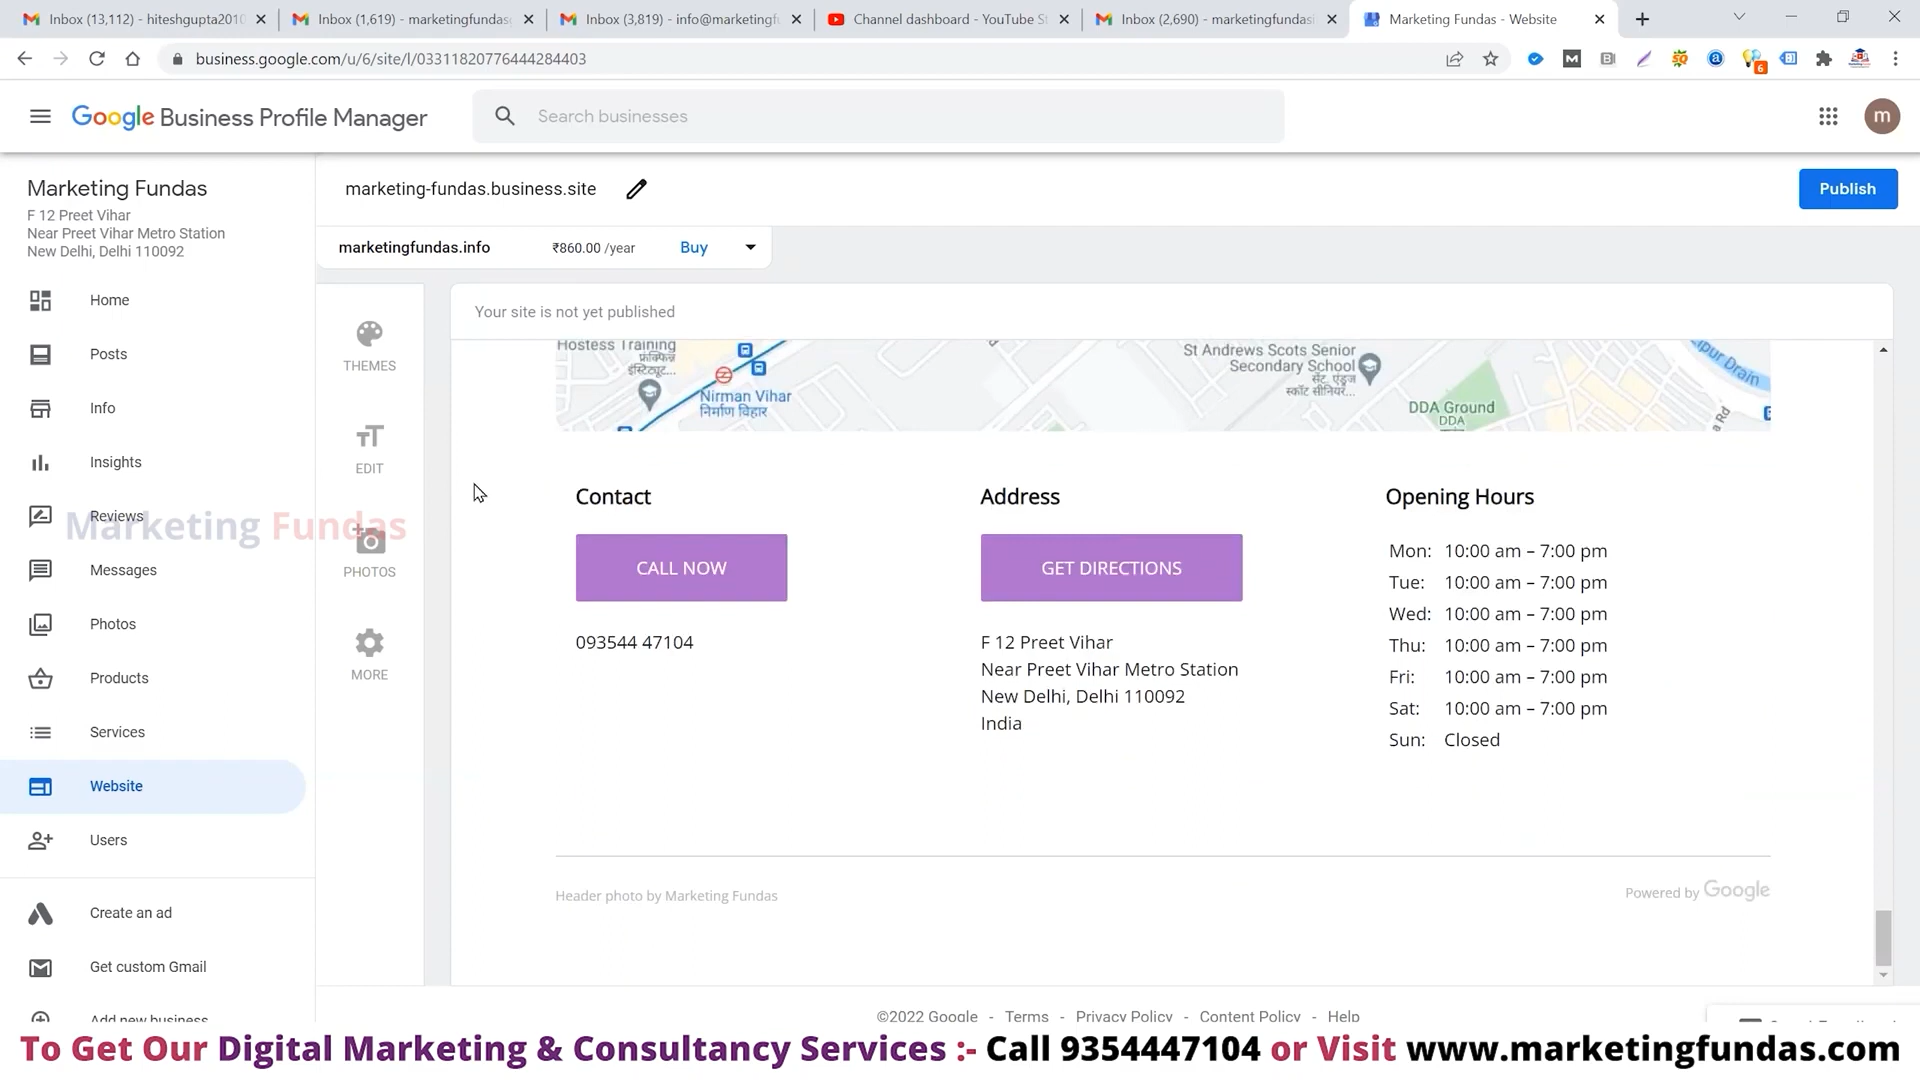 Inbox (13,112) - hiteshgupta2010
Inbox (1,619) - marketingfundas
Inbox (3,819) - info@marketingfu
Channel dashboard - YouTube S
Inbox (2,690) - marketingfundasi
Marketing Fundas - Website
business.google.com/u/6/site/l/03311820776444284403
6
Google Business Profile Manager
Search businesses
m
Marketing Fundas
F 12 Preet Vihar
Near Preet Vihar Metro Station
New Delhi, Delhi 110092
Home
Posts
Info
Insights
Reviews
Marketing Fundas
Messages
Photos
Products
Services
Website
Users
Create an ad
Get custom Gmail
Add new business
marketing-fundas.business.site
Publish
marketingfundas.info
₹860.00 /year
Buy
THEMES
EDIT
PHOTOS
MORE
Your site is not yet published
Hostess Training
Nirman Vihar
निर्माण विहार
St Andrews Scots Senior
Secondary School
DDA Ground
DDA
pur Drain
a Rd
Contact
CALL NOW
093544 47104
Address
GET DIRECTIONS
F 12 Preet Vihar
Near Preet Vihar Metro Station
New Delhi, Delhi 110092
India
Opening Hours
Mon: 10:00 am – 7:00 pm
Tue: 10:00 am – 7:00 pm
Wed: 10:00 am – 7:00 pm
Thu: 10:00 am – 7:00 pm
Fri: 10:00 am – 7:00 pm
Sat: 10:00 am – 7:00 pm
Sun: Closed
Header photo by Marketing Fundas
Powered by Google
©2022 Google - Terms - Privacy Policy - Content Policy - Help
To Get Our Digital Marketing & Consultancy Services :- Call 9354447104 or Visit www.marketingfundas.com